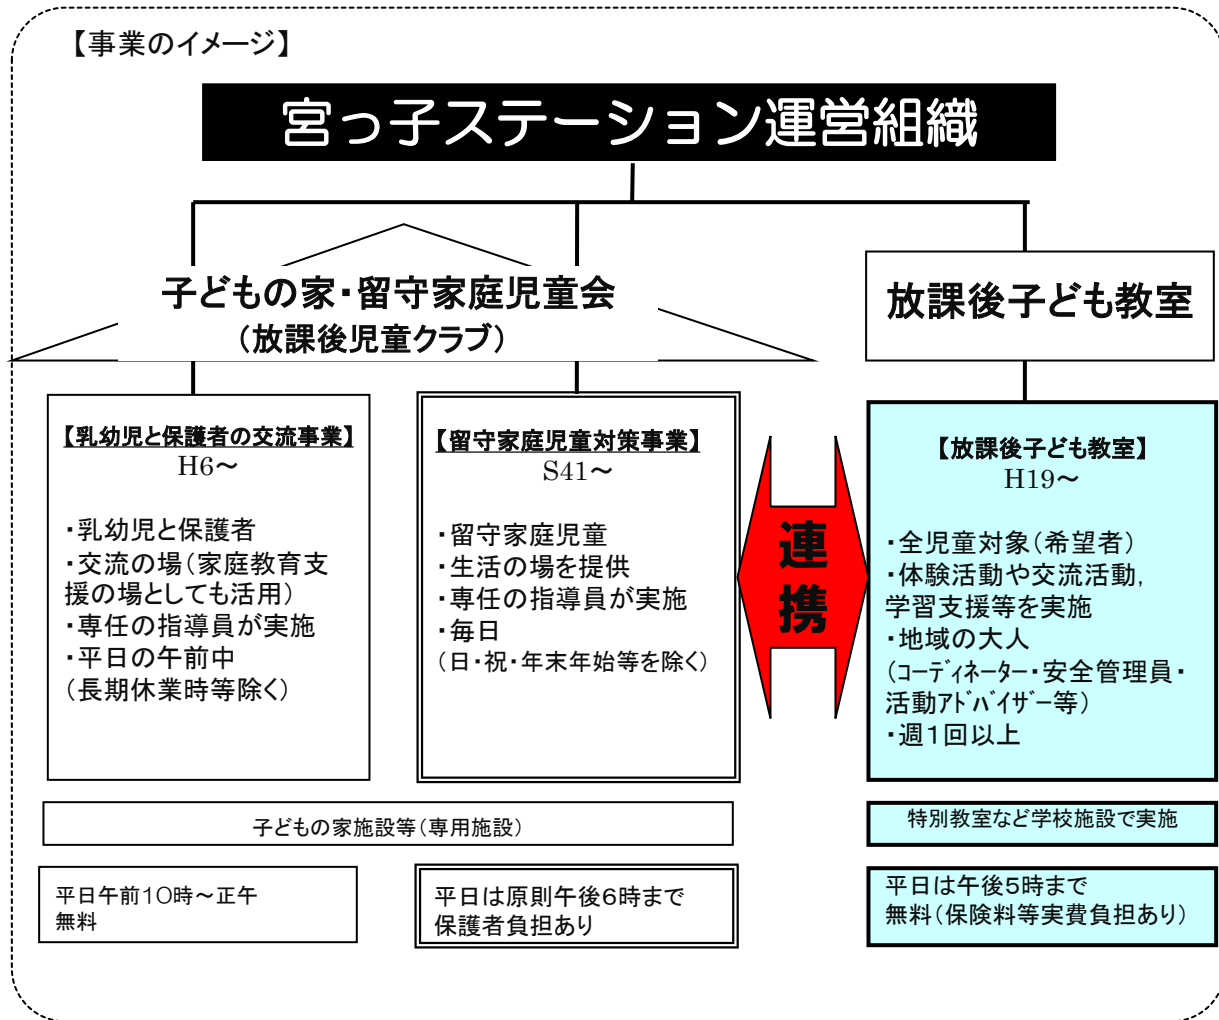 【事業のイメージ】
宮っ子ステーション運営組織
子どもの家・留守家庭児童会
（放課後児童クラブ）
放課後子ども教室
【乳幼児と保護者の交流事業】
H6～
・乳幼児と保護者
・交流の場（家庭教育支
援の場としても活用）
・専任の指導員が実施
・平日の午前中
（長期休業時等除く）
【留守家庭児童対策事業】
S41～
・留守家庭児童
・生活の場を提供
・専任の指導員が実施
・毎日
（日・祝・年末年始等を除く）
連
携
【放課後子ども教室】
H19～
・全児童対象（希望者）
・体験活動や交流活動，
学習支援等を実施
・地域の大人
（ｺｰﾃﾞｨﾈｰﾀｰ・安全管理員・
活動ｱﾄﾞﾊﾞｲｻﾞｰ等）
・週１回以上
子どもの家施設等（専用施設）
特別教室など学校施設で実施
平日午前１０時～正午
無料
平日は原則午後６時まで
保護者負担あり
平日は午後５時まで
無料（保険料等実費負担あり）